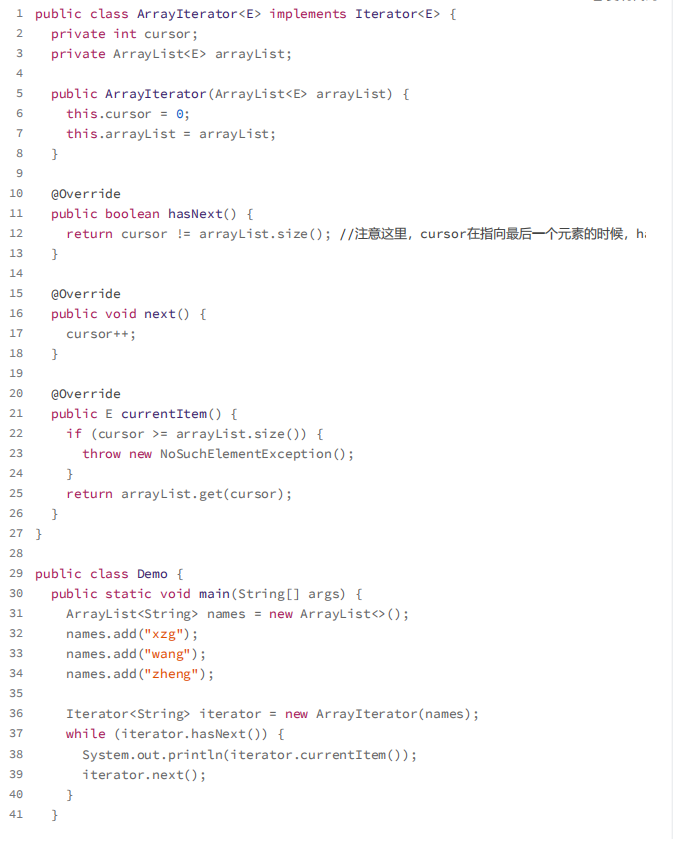 1 public class ArrayIterator<E> implements Iterator<E> {
2   private int cursor;
3   private ArrayList<E> arrayList;
4
5   public ArrayIterator(ArrayList<E> arrayList) {
6     this.cursor = 0;
7     this.arrayList = arrayList;
8   }
9
10   @Override
11   public boolean hasNext() {
12     return cursor != arrayList.size(); //注意这里，cursor在指向最后一个元素的时候，ha
13   }
14
15   @Override
16   public void next() {
17     cursor++;
18   }
19
20   @Override
21   public E currentItem() {
22     if (cursor >= arrayList.size()) {
23       throw new NoSuchElementException();
24     }
25     return arrayList.get(cursor);
26   }
27 }
28
29 public class Demo {
30   public static void main(String[] args) {
31     ArrayList<String> names = new ArrayList<>();
32     names.add("xzg");
33     names.add("wang");
34     names.add("zheng");
35
36     Iterator<String> iterator = new ArrayIterator(names);
37     while (iterator.hasNext()) {
38       System.out.println(iterator.currentItem());
39       iterator.next();
40     }
41   }